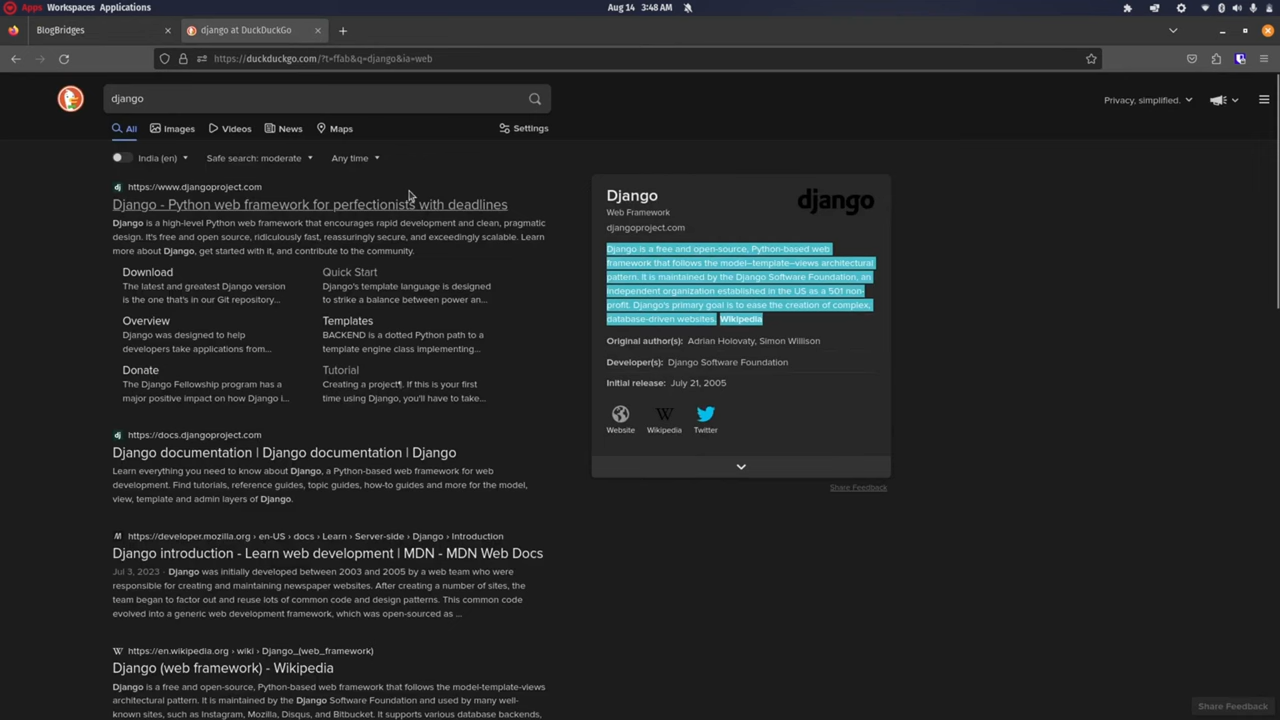 Apps Workspaces Applications
Aug 14 3:48 AM
BlogBridges
django at DuckDuckGo
https://duckduckgo.com/?t=ffab&q=django&ia=web
django
Privacy, simplified.
All Images Videos News Maps Settings
India (en) Safe search: moderate Any time
dj https://www.djangoproject.com
Django - Python web framework for perfectionists with deadlines
Django is a high-level Python web framework that encourages rapid development and clean, pragmatic
design. It's free and open source, ridiculously fast, reassuringly secure, and exceedingly scalable. Learn
more about Django, get started with it, and contribute to the community.
Download
The latest and greatest Django version
is the one that's in our Git repository...
Quick Start
Django's template language is designed
to strike a balance between power an...
Overview
Django was designed to help
developers take applications from...
Templates
BACKEND is a dotted Python path to a
template engine class implementing...
Donate
The Django Fellowship program has a
major positive impact on how Django i...
Tutorial
Creating a project¶. If this is your first
time using Django, you'll have to take...
dj https://docs.djangoproject.com
Django documentation | Django documentation | Django
Learn everything you need to know about Django, a Python-based web framework for web
development. Find tutorials, reference guides, topic guides, how-to guides and more for the model,
view, template and admin layers of Django.
https://developer.mozilla.org › en-US › docs › Learn › Server-side › Django › Introduction
Django introduction - Learn web development | MDN - MDN Web Docs
Jul 3, 2023 · Django was initially developed between 2003 and 2005 by a web team who were
responsible for creating and maintaining newspaper websites. After creating a number of sites, the
team began to factor out and reuse lots of common code and design patterns. This common code
evolved into a generic web development framework, which was open-sourced as ...
W https://en.wikipedia.org › wiki › Django_(web_framework)
Django (web framework) - Wikipedia
Django is a free and open-source, Python-based web framework that follows the model-template-views
architectural pattern. It is maintained by the Django Software Foundation and used by many well-
known sites, such as Instagram, Mozilla, Disqus, and Bitbucket. It supports various database backends,
Django
Web Framework
djangoproject.com
django
Django is a free and open-source, Python-based web
framework that follows the model–template–views architectural
pattern. It is maintained by the Django Software Foundation, an
independent organization established in the US as a 501 non-
profit. Django's primary goal is to ease the creation of complex,
database-driven websites. Wikipedia
Original author(s): Adrian Holovaty, Simon Willison
Developer(s): Django Software Foundation
Initial release: July 21, 2005
W
Website Wikipedia Twitter
Share Feedback
Share Feedback